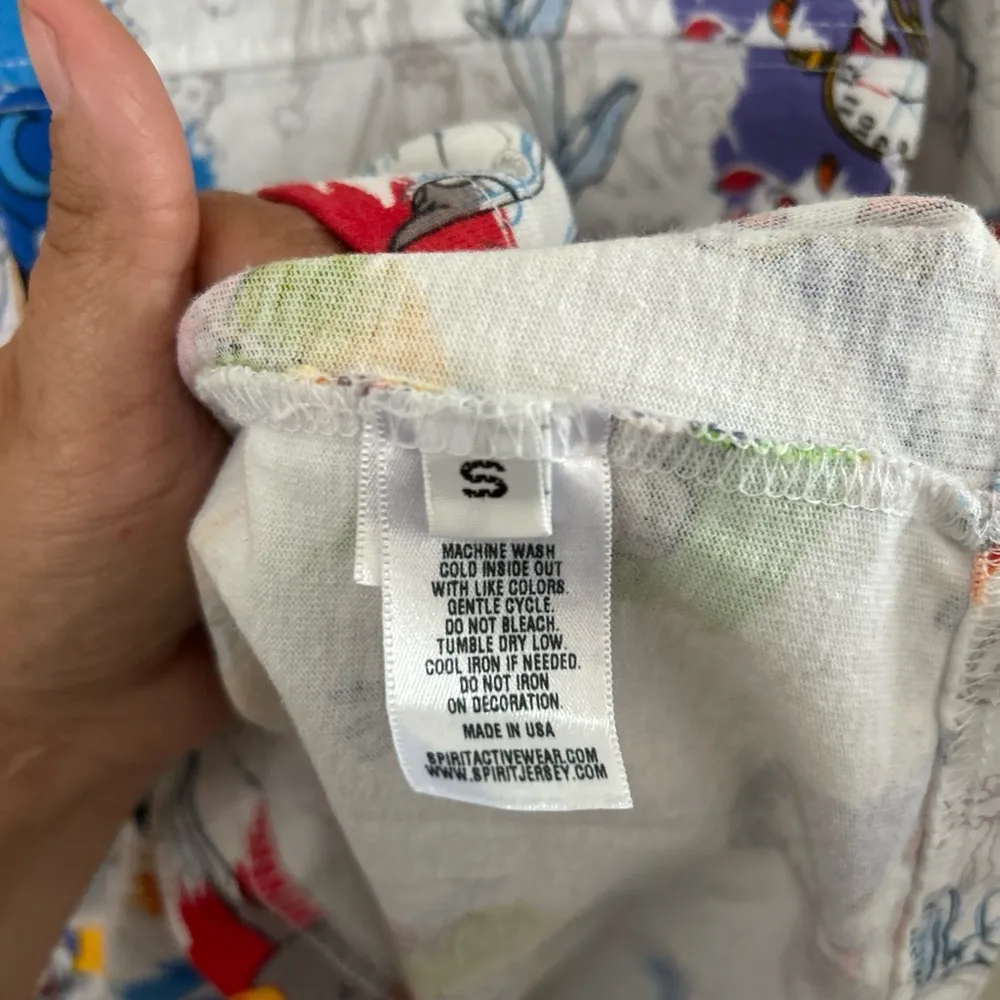 S
MACHINE WASH
COLD INSIDE OUT
WITH LIKE COLORS.
GENTLE CYCLE.
DO NOT BLEACH.
TUMBLE DRY LOW.
COOL IRON IF NEEDED.
DO NOT IRON
ON DECORATION.
MADE IN USA
SPIRITACTIVEWEAR.COM
WWW.SPIRITJERSEY.COM